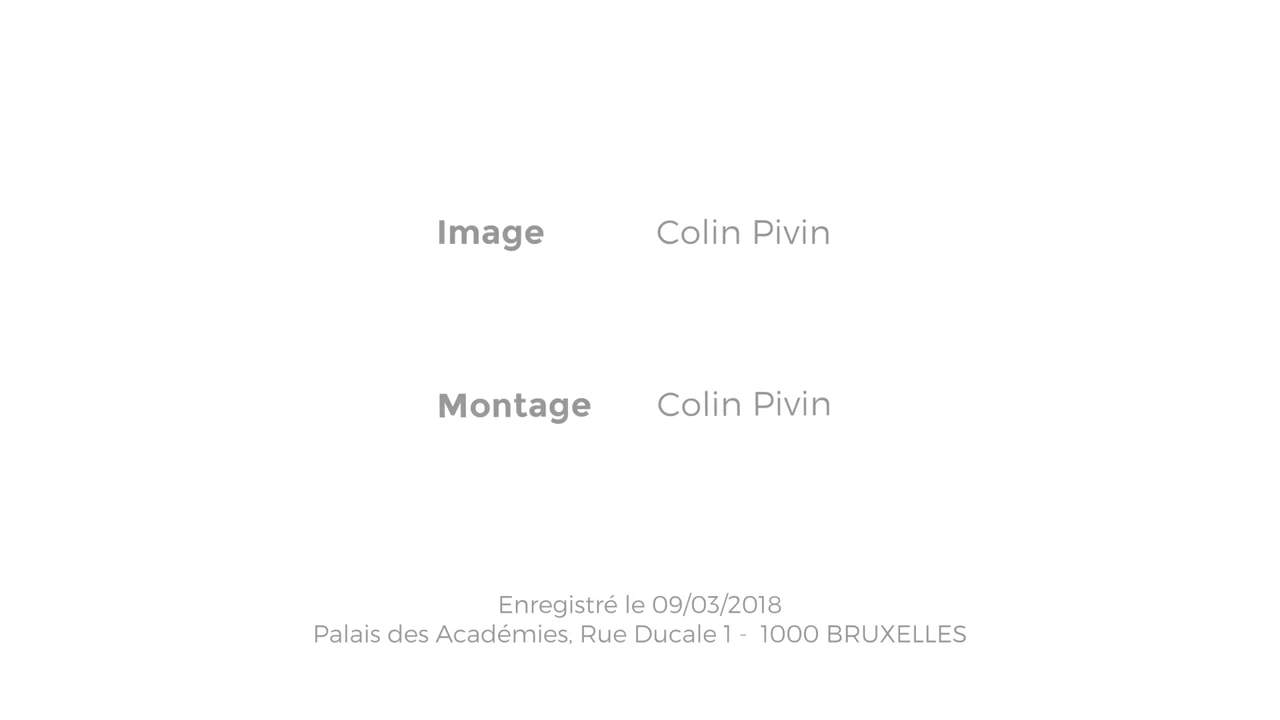 Image Colin Pivin
Montage Colin Pivin
Enregistré le 09/03/2018
Palais des Académies, Rue Ducale 1 - 1000 BRUXELLES